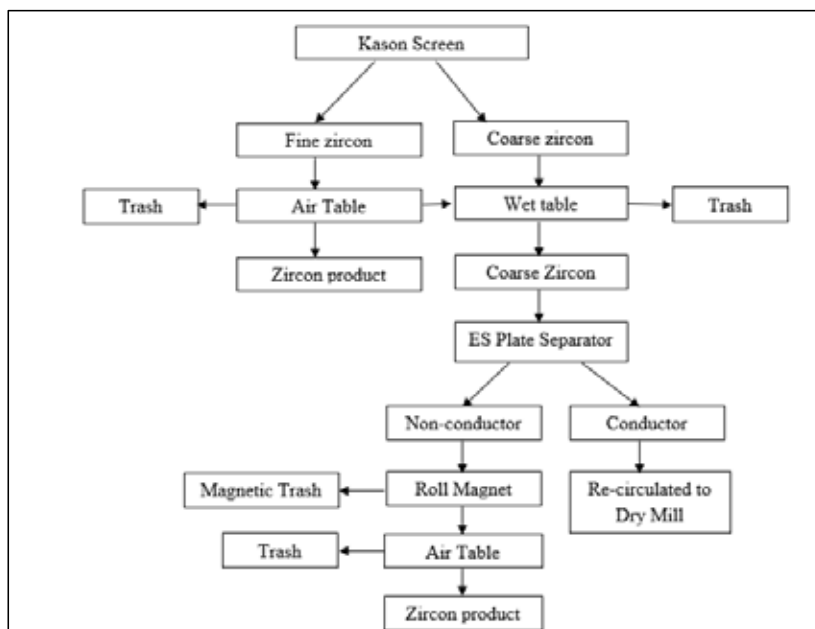 Kason Screen
Fine zircon
Coarse zircon
Trash
Air Table
Wet table
Trash
Zircon product
Coarse Zircon
ES Plate Separator
Non-conductor
Conductor
Magnetic Trash
Roll Magnet
Re-circulated to
Dry Mill
Trash
Air Table
Zircon product